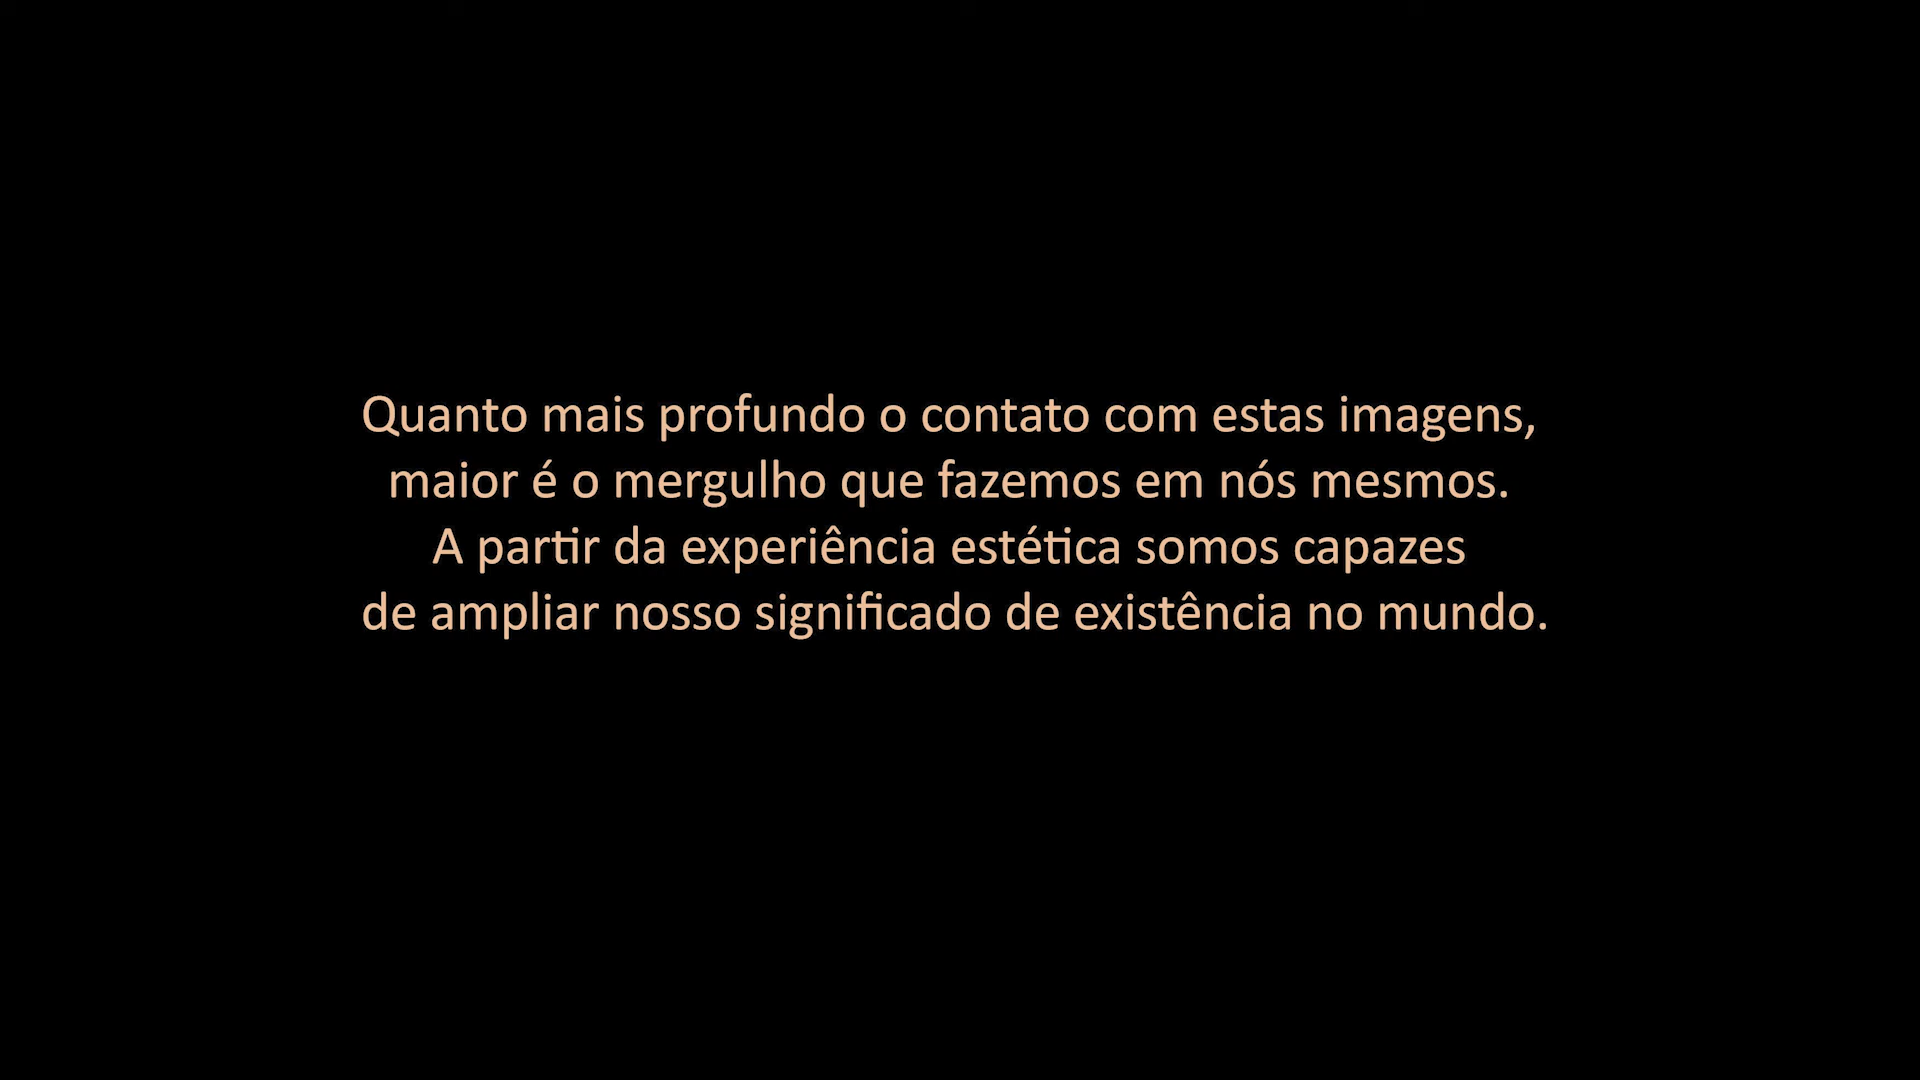 Quanto mais profundo o contato com estas imagens,
maior é o mergulho que fazemos em nós mesmos.
A partir da experiência estética somos capazes
de ampliar nosso significado de existência no mundo.